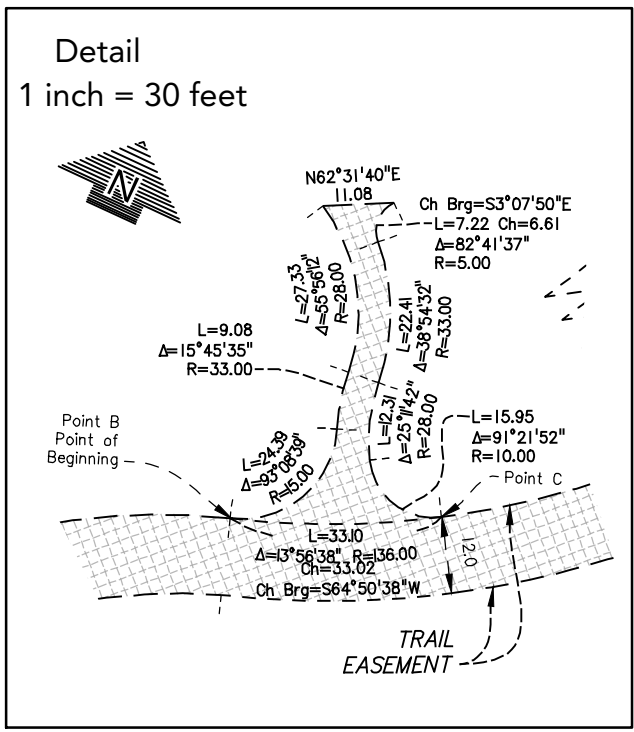 Detail
1 inch = 30 feet
N
N62°31'40"E
11.08
Ch Brg=S3°07'50"E
L=7.22 Ch=6.61
Δ=82°41'37"
R=5.00
L=27.33
Δ=55°56'12"
R=28.00
L=22.41
Δ=38°54'32"
R=33.00
L=9.08
Δ=15°45'35"
R=33.00
L=12.31
Δ=25°11'42"
R=28.00
L=15.95
Δ=91°21'52"
R=10.00
Point C
Point B
Point of
Beginning
L=24.39
Δ=93°08'39"
R=15.00
L=33.10
Δ=13°56'38" R=136.00
Ch=33.02
Ch Brg=S64°50'38"W
12.0
TRAIL
EASEMENT